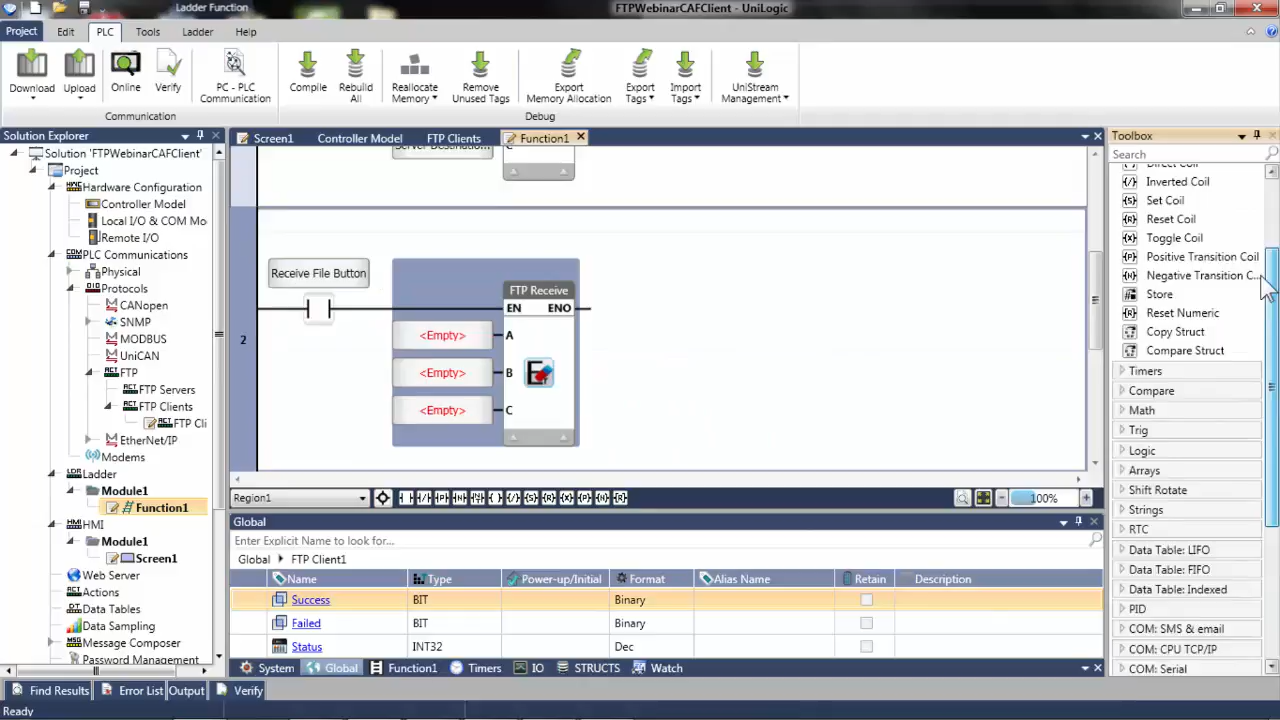 Ladder Function
FTPWebinarCAFClient - UniLogic
Project Edit PLC Tools Ladder Help
Download Upload Online Verify PC - PLC Communication Compile Rebuild All Reallocate Memory Remove Unused Tags Export Memory Allocation Export Tags Import Tags UniStream Management
Communication Debug
Solution Explorer
Solution 'FTPWebinarCAFClient'
Project
Hardware Configuration
Controller Model
Local I/O & COM Mo
Remote I/O
PLC Communications
Physical
Protocols
CANopen
SNMP
MODBUS
UniCAN
FTP
FTP Servers
FTP Clients
FTP Cli
EtherNet/IP
Modems
Ladder
Module1
Function1
HMI
Module1
Screen1
Web Server
Actions
Data Tables
Data Sampling
Message Composer
Password Management
Screen1 Controller Model FTP Clients Function1
Server Destination...
C
2
Receive File Button
FTP Receive
EN ENO
<Empty> A
<Empty> B
<Empty> C
Region1
100%
Global
Enter Explicit Name to look for...
Global FTP Client1
Name Type Power-up/Initial Format Alias Name Retain Description
Success BIT Binary
Failed BIT Binary
Status INT32 Dec
System Global Function1 Timers IO STRUCTS Watch
Toolbox
Search
Direct Coil
Inverted Coil
Set Coil
Reset Coil
Toggle Coil
Positive Transition Coil
Negative Transition C...
Store
Reset Numeric
Copy Struct
Compare Struct
Timers
Compare
Math
Trig
Logic
Arrays
Shift Rotate
Strings
RTC
Data Table: LIFO
Data Table: FIFO
Data Table: Indexed
PID
COM: SMS & email
COM: CPU TCP/IP
COM: Serial
Find Results Error List Output Verify
Ready